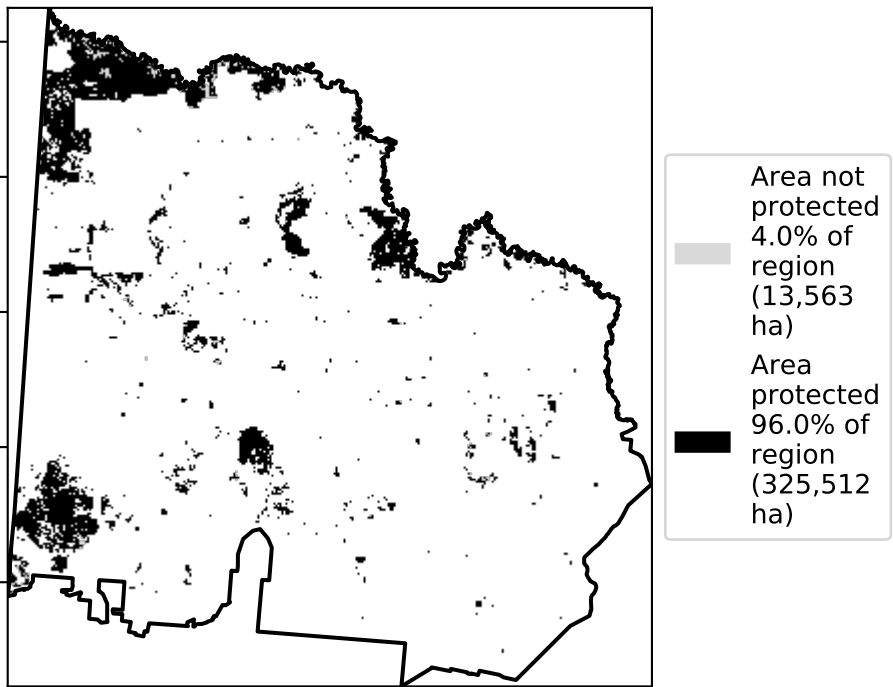 Area not
protected
4.0% of
region
(13,563
ha)
Area
protected
96.0% of
region
(325,512
ha)